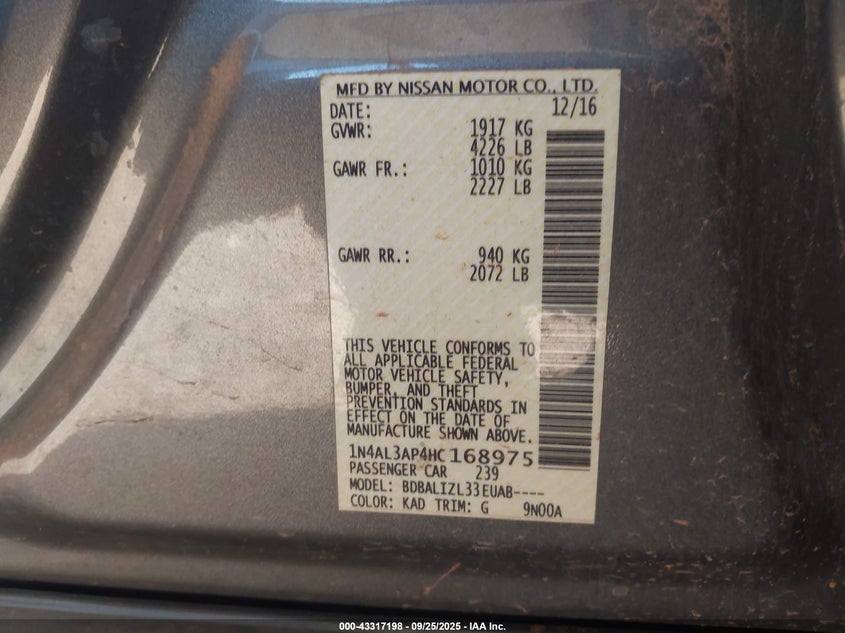 MFD BY NISSAN MOTOR CO., LTD.
DATE: 12/16
GVWR: 1917 KG
4226 LB
GAWR FR.: 1010 KG
2227 LB
GAWR RR.: 940 KG
2072 LB
THIS VEHICLE CONFORMS TO
ALL APPLICABLE FEDERAL
MOTOR VEHICLE SAFETY,
BUMPER, AND THEFT
PREVENTION STANDARDS IN
EFFECT ON THE DATE OF
MANUFACTURE SHOWN ABOVE.
1N4AL3AP4HC168975
PASSENGER CAR 239
MODEL: BDBALIZL33EUAB----
COLOR: KAD TRIM: G 9N00A
000-43317198 - 09/25/2025 - IAA Inc.